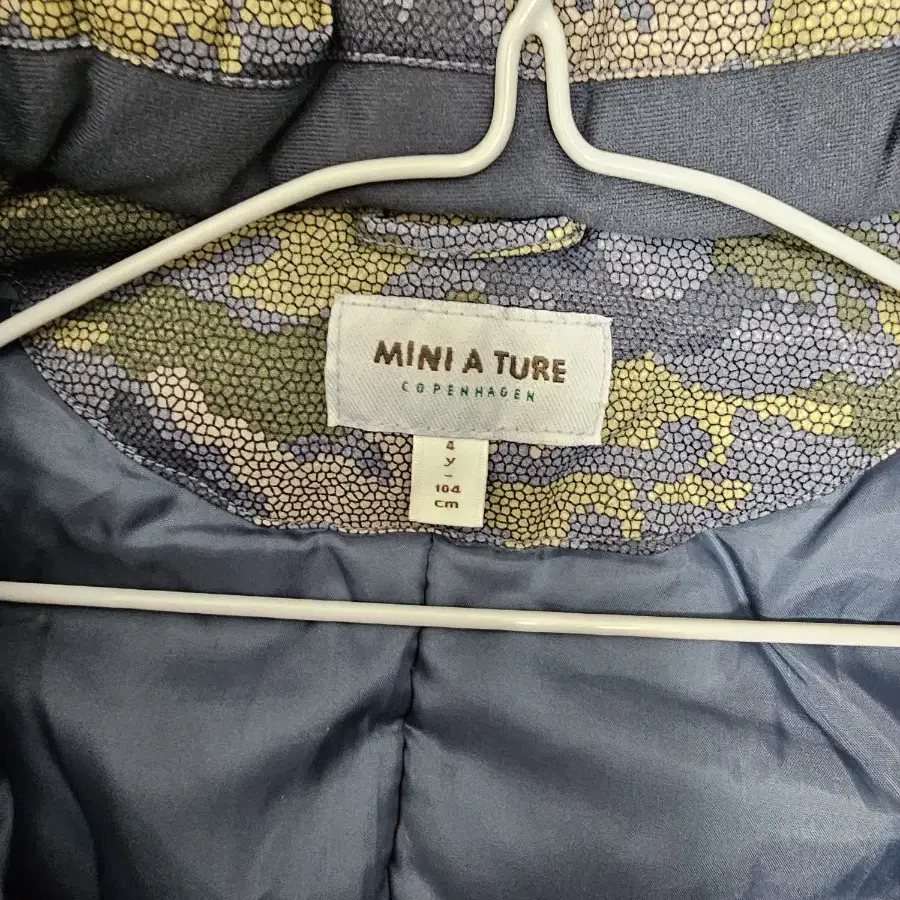 MINI A TURE
COPENHAGEN
4
y
-
104
cm